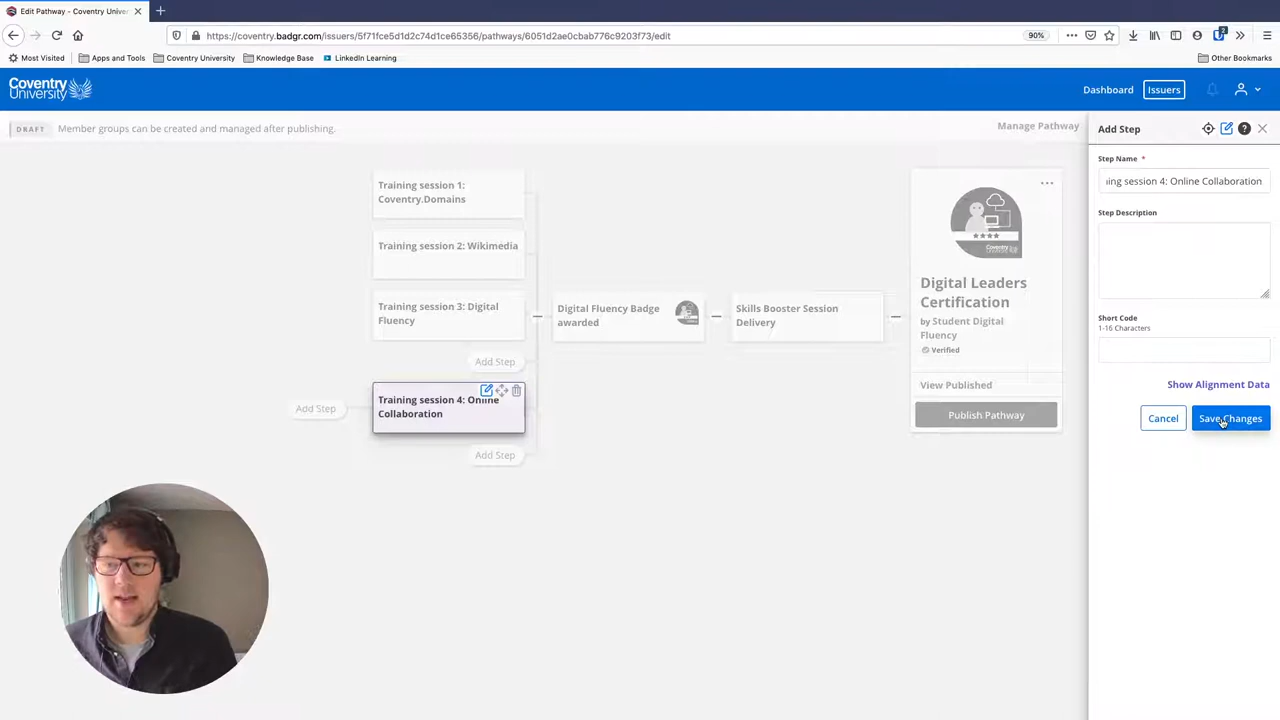 Edit Pathway - Coventry Univer
https://coventry.badgr.com/issuers/5f71fce5d1d2c74d1ce65356/pathways/6051d2ae0cbab776c9203f73/edit
90%
2
Most Visited
Apps and Tools
Coventry University
Knowledge Base
LinkedIn Learning
Other Bookmarks
Coventry
University
Dashboard
Issuers
DRAFT
Member groups can be created and managed after publishing.
Manage Pathway
Training session 1:
Coventry.Domains
Training session 2: Wikimedia
Training session 3: Digital
Fluency
Add Step
Add Step
Training session 4: Online
Collaboration
Add Step
Digital Fluency Badge
awarded
Skills Booster Session
Delivery
Coventry
University
Digital Leaders
Certification
by Student Digital
Fluency
Verified
View Published
Publish Pathway
Add Step
Step Name *
ing session 4: Online Collaboration
Step Description
Short Code
1-16 Characters
Show Alignment Data
Cancel
Save Changes